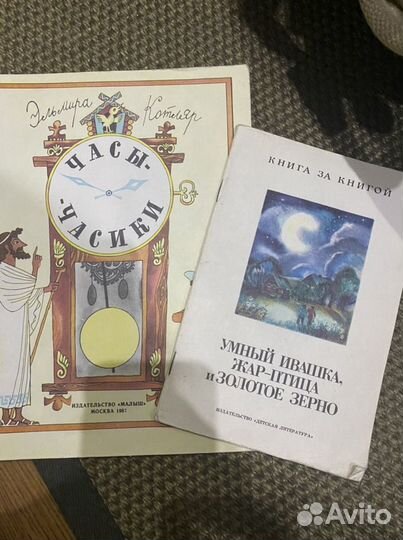 Эльмира Котляр
ЧАСЫ-
-ЧАСИКИ
ИЗДАТЕЛЬСТВО «МАЛЫШ»
МОСКВА
КНИГА ЗА КНИГОЙ
УМНЫЙ ИВАШКА,
ЖАР-ПТИЦА
и ЗОЛОТОЕ ЗЕРНО
ИЗДАТЕЛЬСТВО «ДЕТСКАЯ ЛИТЕРАТУРА»
Avito